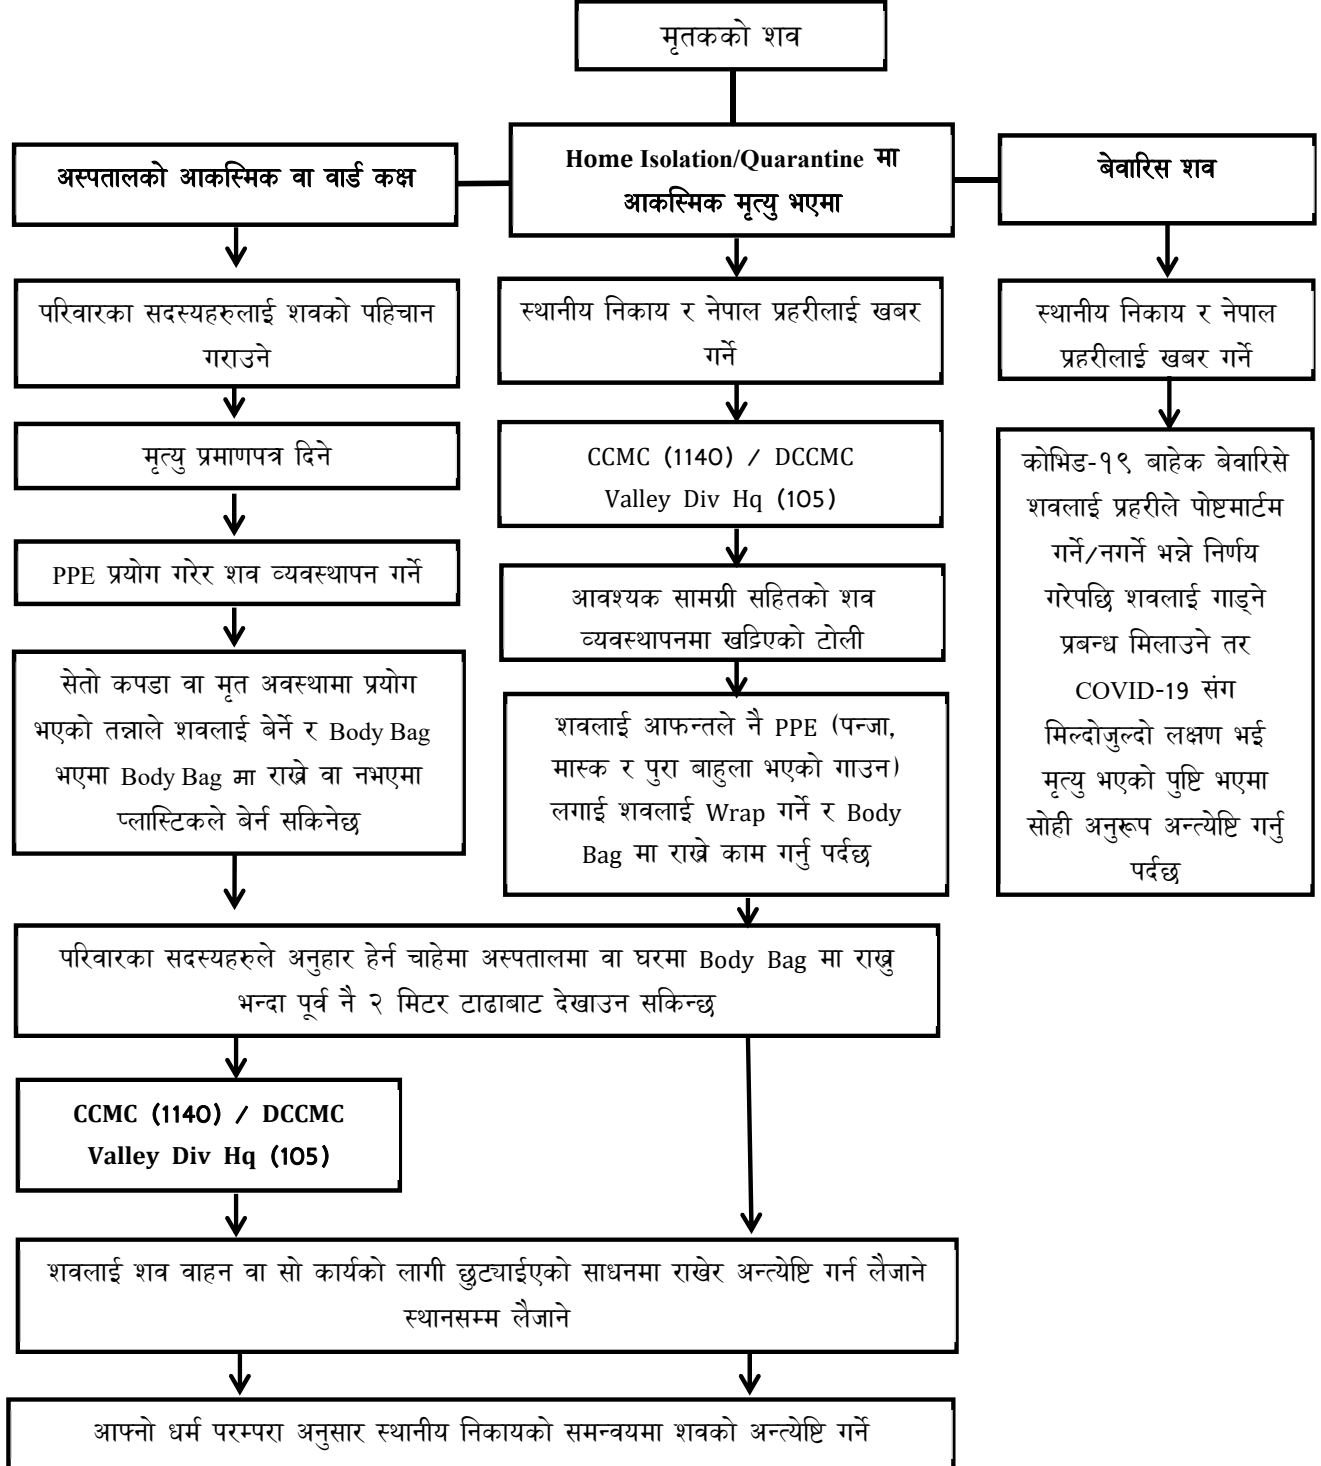 मृतकको शव
अस्पतालको आकस्मिक वा वार्ड कक्ष
Home Isolation/Quarantine मा
आकस्मिक मृत्यु भएमा
बेवारिस शव
परिवारका सदस्यहरुलाई शवको पहिचान
गराउने
मृत्यु प्रमाणपत्र दिने
PPE प्रयोग गरेर शव व्यवस्थापन गर्ने
सेतो कपडा वा मृत अवस्थामा प्रयोग
भएको तन्नाले शवलाई बेर्ने र Body Bag
भएमा Body Bag मा राख्ने वा नभएमा
प्लास्टिकले बेर्न सकिनेछ
स्थानीय निकाय र नेपाल प्रहरीलाई खबर
गर्ने
CCMC (1140) / DCCMC
Valley Div Hq (105)
आवश्यक सामग्री सहितको शव
व्यवस्थापनमा खट्टिएको टोली
शवलाई आफन्तले नै PPE (पन्जा,
मास्क र पुरा बाहुला भएको गाउन)
लगाई शवलाई Wrap गर्ने र Body
Bag मा राख्ने काम गर्नु पर्दछ
स्थानीय निकाय र नेपाल
प्रहरीलाई खबर गर्ने
कोभिड-१९ बाहेक बेवारिसे
शवलाई प्रहरीले पोष्टमार्टम
गर्ने/नगर्ने भन्ने निर्णय
गरेपछि शवलाई गाड्ने
प्रबन्ध मिलाउने तर
COVID-19 संग
मिल्दोजुल्दो लक्षण भई
मृत्यु भएको पुष्टि भएमा
सोही अनुरूप अन्त्येष्टि गर्नु
पर्दछ
परिवारका सदस्यहरुले अनुहार हेर्न चाहेमा अस्पतालमा वा घरमा Body Bag मा राख्नु
भन्दा पूर्व नै २ मिटर टाढाबाट देखाउन सकिन्छ
CCMC (1140) / DCCMC
Valley Div Hq (105)
शवलाई शव वाहन वा सो कार्यको लागी छुट्याईएको साधनमा राखेर अन्त्येष्टि गर्न लैजाने
स्थानसम्म लैजाने
आफ्नो धर्म परम्परा अनुसार स्थानीय निकायको समन्वयमा शवको अन्त्येष्टि गर्ने